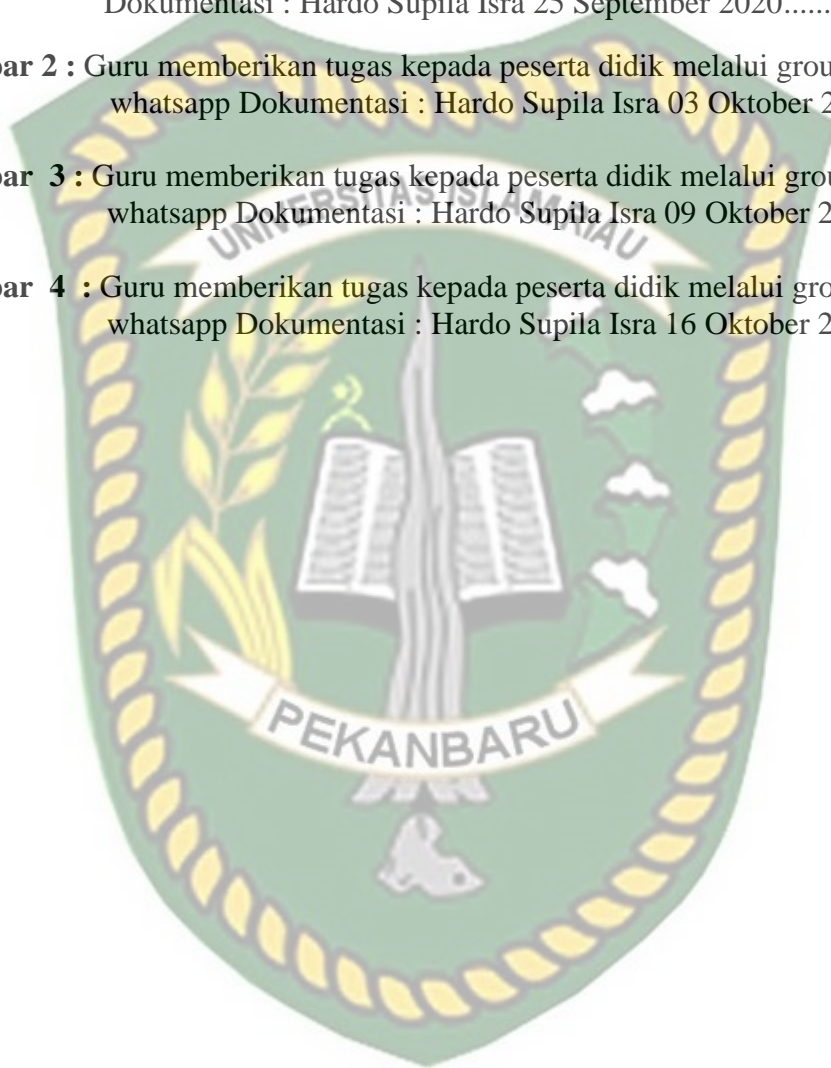 Dokumentasi : Hardo Supila Isra 25 September 2020.......
bar 2 : Guru memberikan tugas kepada peserta didik melalui grou
whatsapp Dokumentasi : Hardo Supila Isra 03 Oktober 2
bar 3 : Guru memberikan tugas kepada peserta didik melalui grou
whatsapp Dokumentasi : Hardo Supila Isra 09 Oktober 2
UNIVERSITAS ISLAM RIAU
bar 4 : Guru memberikan tugas kepada peserta didik melalui gro
whatsapp Dokumentasi : Hardo Supila Isra 16 Oktober 2
PEKANBARU